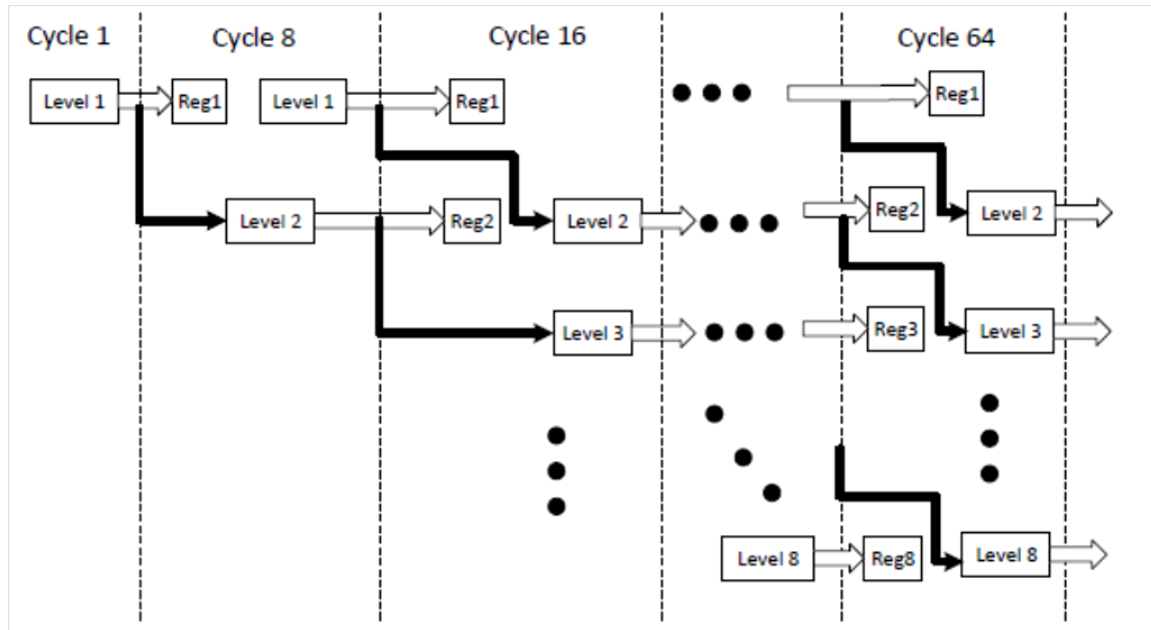 Cycle 1 Cycle 8 Cycle 16 Cycle 64
Level 1 Reg1 Level 1 Reg1 Reg1
Level 2 Reg2 Level 2 Reg2 Level 2
Level 3 Reg3 Level 3
Level 8 Reg8 Level 8